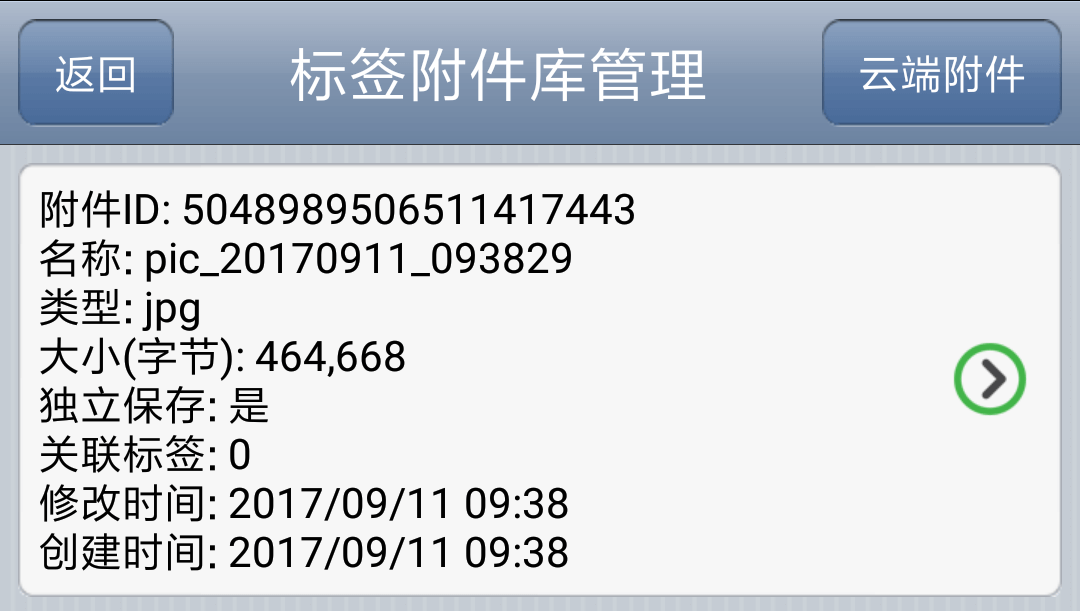 返回
标签附件库管理
云端附件
附件ID: 5048989506511417443
名称: pic_20170911_093829
类型: jpg
大小(字节): 464,668
独立保存: 是
关联标签: 0
修改时间: 2017/09/11 09:38
创建时间: 2017/09/11 09:38